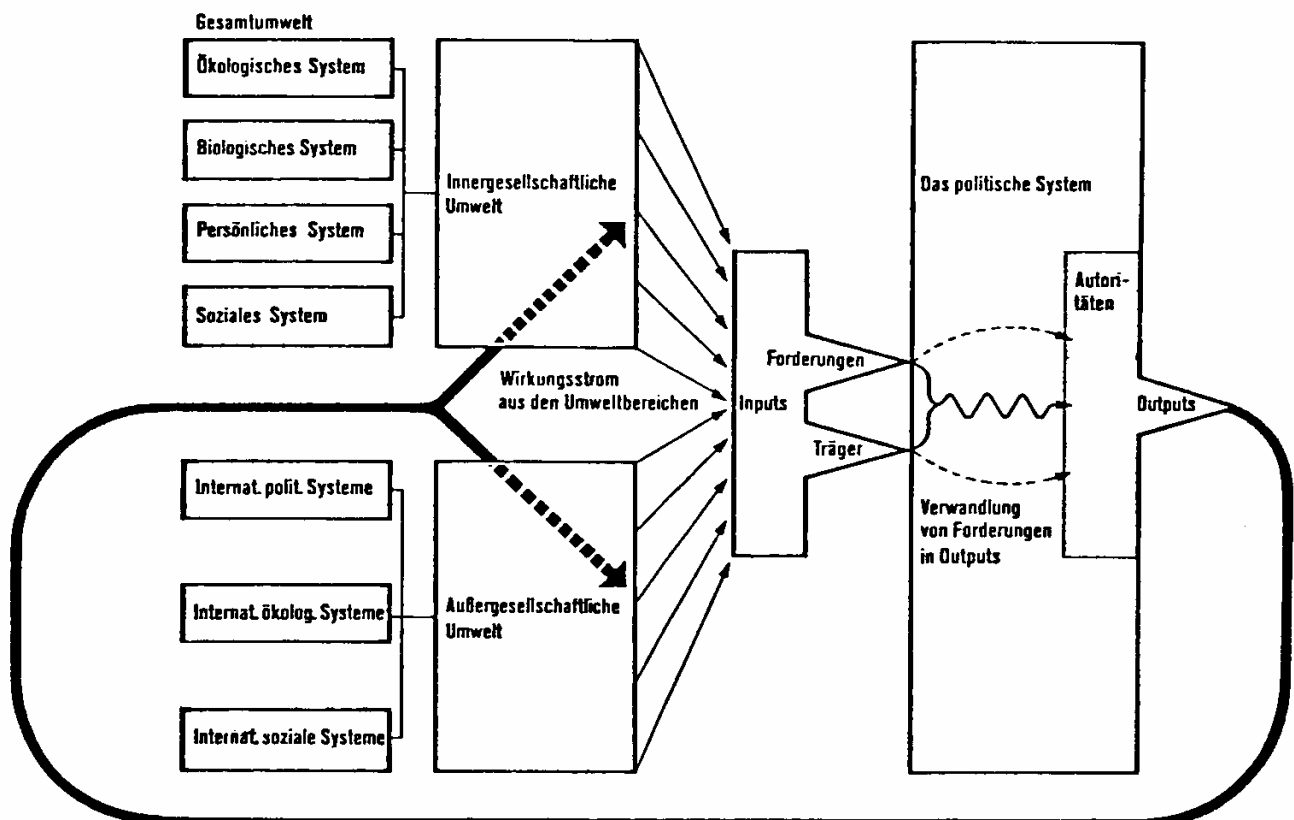 Gesamtumwelt
Ökologisches System
Biologisches System
Persönliches System
Soziales System
Innergesellschaftliche
Umwelt
Wirkungsstrom
aus den Umweltbereichen
Internat. polit. Systeme
Internat. ökolog. Systeme
Internat. soziale Systeme
Außergesellschaftliche
Umwelt
Inputs
Forderungen
Träger
Das politische System
Autori-
täten
Verwandlung
von Forderungen
in Outputs
Outputs